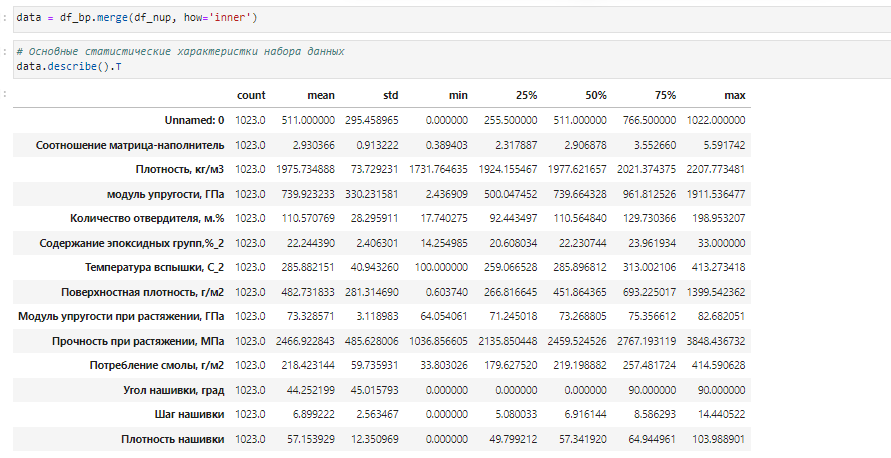 data = df_bp.merge(df_nup, how='inner')
# Основные статистические характеристки набора данных
data.describe().T
count mean std min 25% 50% 75% max
Unnamed: 0 1023.0 511.000000 295.458965 0.000000 255.500000 511.000000 766.500000 1022.000000
Соотношение матрица-наполнитель 1023.0 2.930366 0.913222 0.389403 2.317887 2.906878 3.552660 5.591742
Плотность, кг/м3 1023.0 1975.734888 73.729231 1731.764635 1924.155467 1977.621657 2021.374375 2207.773481
модуль упругости, ГПа 1023.0 739.923233 330.231581 2.436909 500.047452 739.664328 961.812526 1911.536477
Количество отвердителя, м.% 1023.0 110.570769 28.295911 17.740275 92.443497 110.564840 129.730366 198.953207
Содержание эпоксидных групп,%_2 1023.0 22.244390 2.406301 14.254985 20.608034 22.230744 23.961934 33.000000
Температура вспышки, С_2 1023.0 285.882151 40.943260 100.000000 259.066528 285.896812 313.002106 413.273418
Поверхностная плотность, г/м2 1023.0 482.731833 281.314690 0.603740 266.816645 451.864365 693.225017 1399.542362
Модуль упругости при растяжении, ГПа 1023.0 73.328571 3.118983 64.054061 71.245018 73.268805 75.356612 82.682051
Прочность при растяжении, МПа 1023.0 2466.922843 485.628006 1036.856605 2135.850448 2459.524526 2767.193119 3848.436732
Потребление смолы, г/м2 1023.0 218.423144 59.735931 33.803026 179.627520 219.198882 257.481724 414.590628
Угол нашивки, град 1023.0 44.252199 45.015793 0.000000 0.000000 0.000000 90.000000 90.000000
Шаг нашивки 1023.0 6.899222 2.563467 0.000000 5.080033 6.916144 8.586293 14.440522
Плотность нашивки 1023.0 57.153929 12.350969 0.000000 49.799212 57.341920 64.944961 103.988901